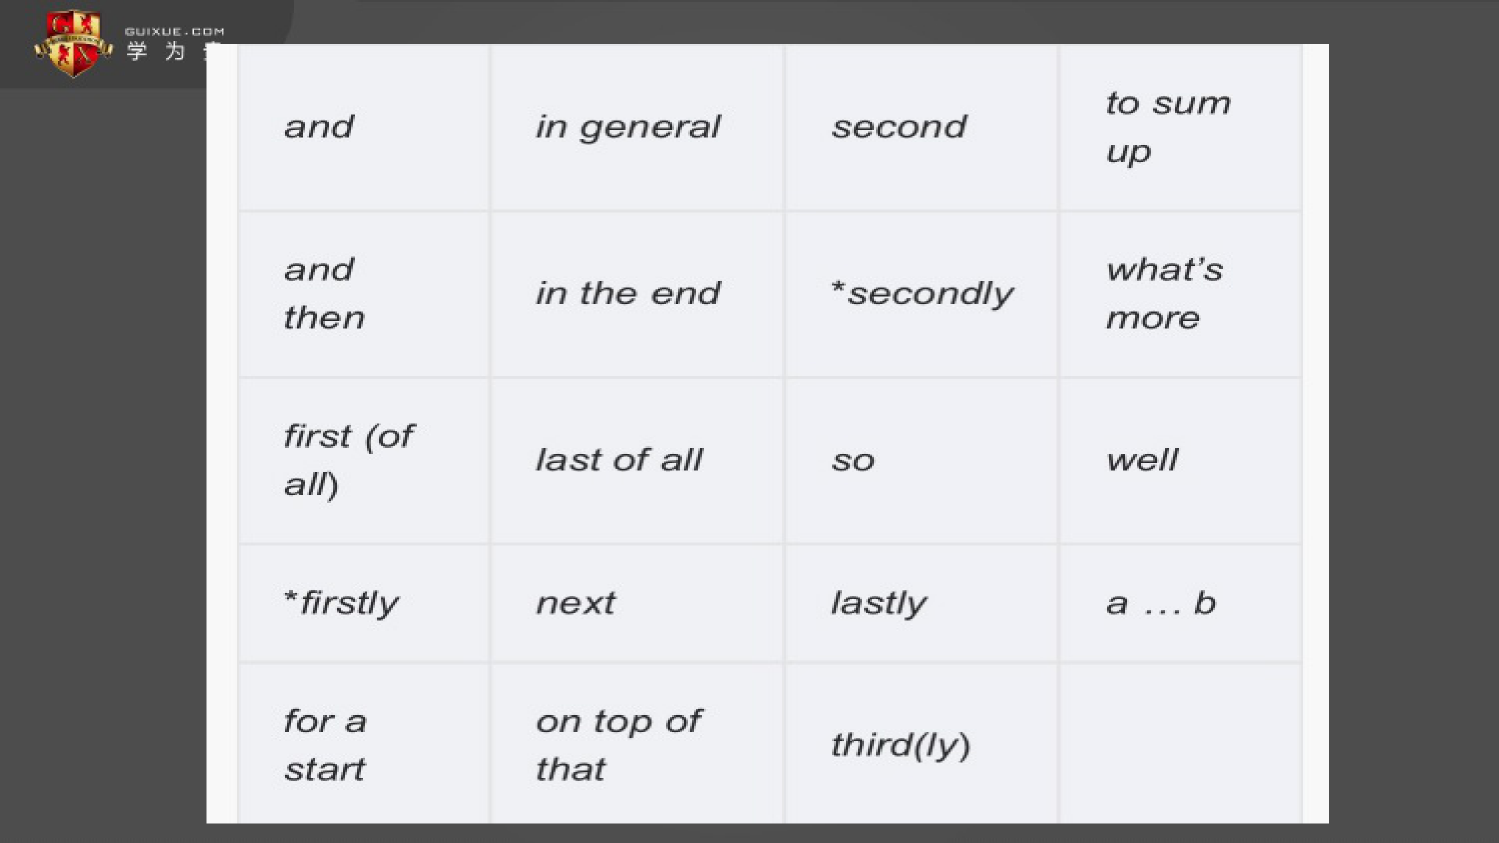 GUIXUE.COM
学 为
and
in general
second
to sum
up
and
then
in the end
*secondly
what's
more
first (of
all)
last of all
so
well
*firstly
next
lastly
a … b
for a
start
on top of
that
third(ly)